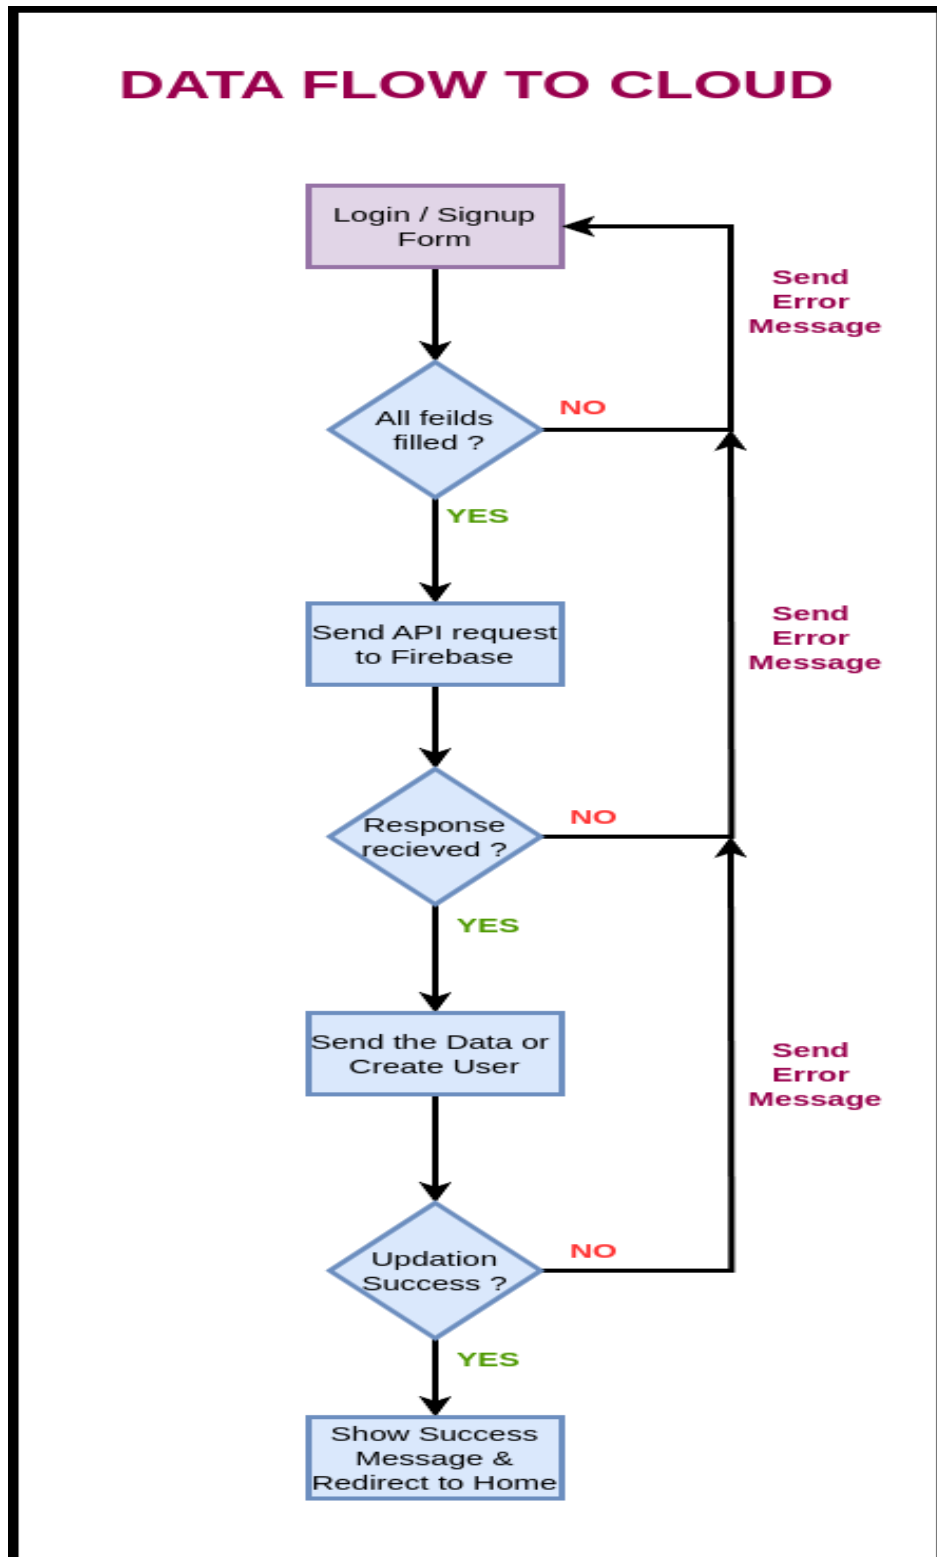 DATA FLOW TO CLOUD
Login / Signup
Form
Send
Error
Message
All feilds
filled ?
NO
YES
Send API request
to Firebase
Send
Error
Message
Response
recieved ?
NO
YES
Send the Data or
Create User
Send
Error
Message
Updation
Success ?
NO
YES
Show Success
Message &
Redirect to Home